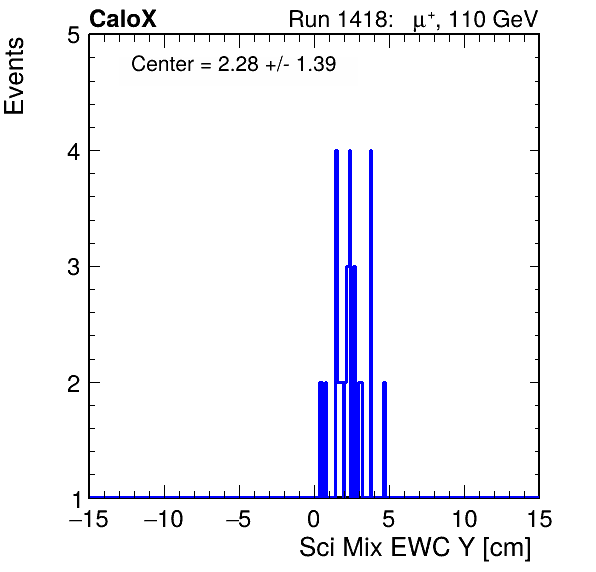 CaloX Run 1418: μ⁺, 110 GeV
Center = 2.28 +/- 1.39
Events
5
4
3
2
1
−15 −10 −5 0 5 10 15
Sci Mix EWC Y [cm]